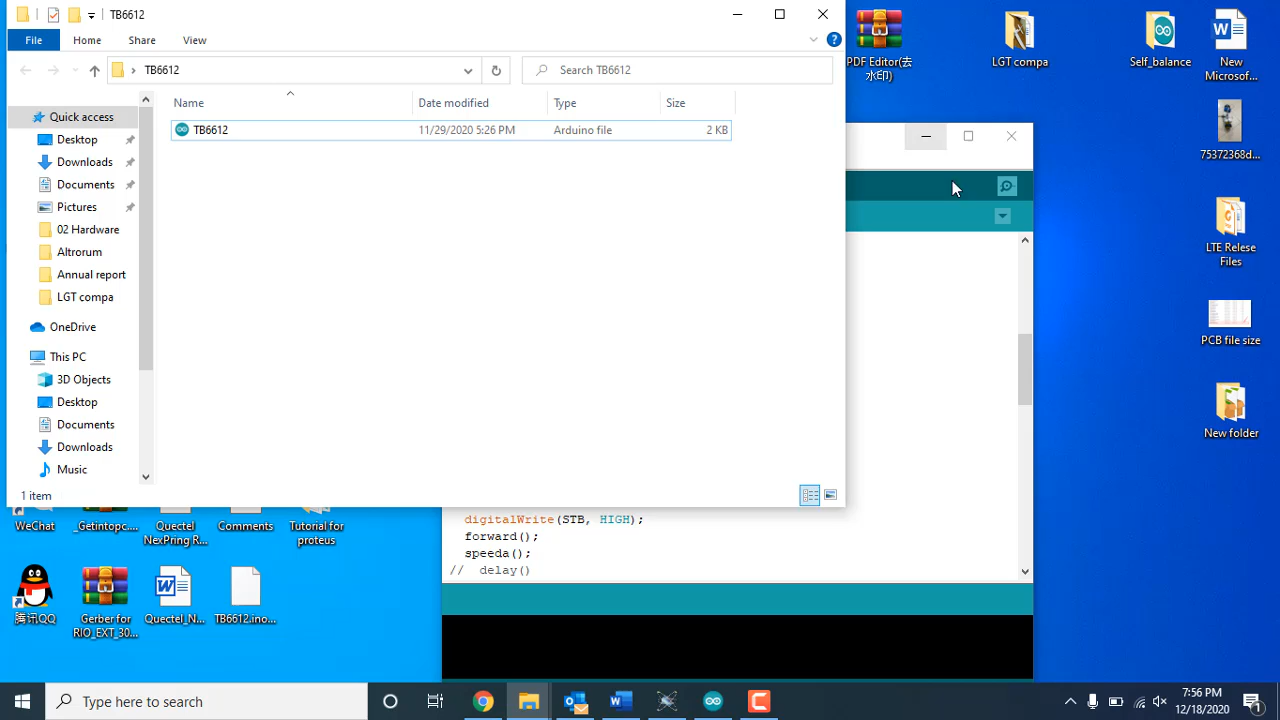 TB6612
File
Home
Share
View
TB6612
Search TB6612
Name
Date modified
Type
Size
TB6612
11/29/2020 5:26 PM
Arduino file
2 KB
Quick access
Desktop
Downloads
Documents
Pictures
02 Hardware
Altrorum
Annual report
LGT compa
OneDrive
This PC
3D Objects
Desktop
Documents
Downloads
Music
1 item
PDF Editor(去
水印)
LGT compa
Self_balance
New
Microsof...
75372368d...
LTE Relese
Files
PCB file size
New folder
digitalWrite(STB, HIGH);
forward();
speeda();
// delay()
WeChat
_Getintopc....
Quectel
NexPring R...
Comments
Tutorial for
proteus
腾讯QQ
Gerber for
RIO_EXT_30...
Quectel_N...
TB6612.ino...
Type here to search
7:56 PM
12/18/2020
1